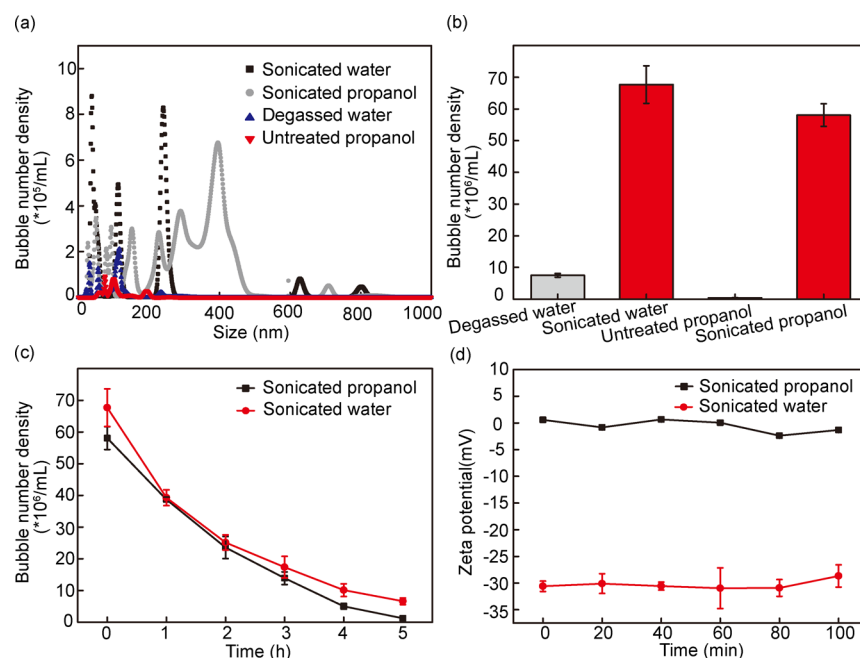 (a)
Bubble number density
(*10⁵/mL)
10
8
6
4
2
0
Sonicated water
Sonicated propanol
Degassed water
Untreated propanol
0 200 400 600 800 1000
Size (nm)
(b)
Bubble number density
(*10⁶/mL)
70
60
50
40
30
20
10
0
Degassed water
Sonicated water
Untreated propanol
Sonicated propanol
(c)
Bubble number density
(*10⁶/mL)
70
60
50
40
30
20
10
0
Sonicated propanol
Sonicated water
0 1 2 3 4 5
Time (h)
(d)
Zeta potential(mV)
10
5
0
-5
-10
-15
-20
-25
-30
-35
Sonicated propanol
Sonicated water
0 20 40 60 80 100
Time (min)